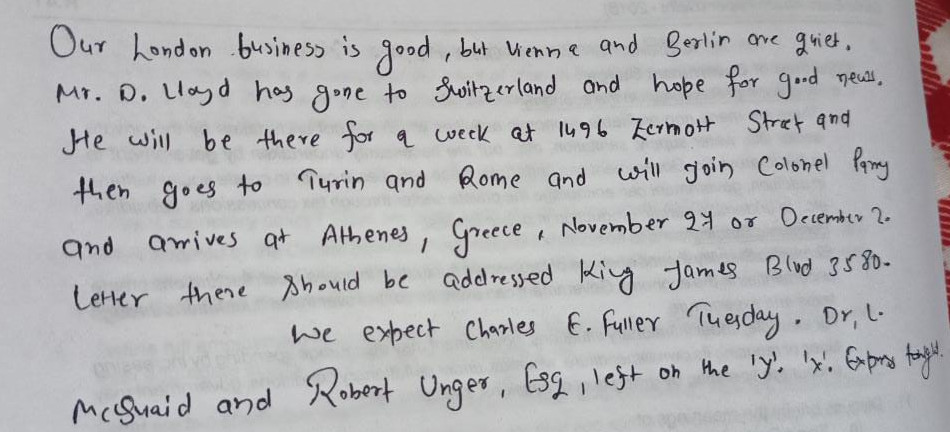 Our London business is good, but Vienna and Berlin are quiet.
Mr. D. Lloyd has gone to Switzerland and hope for good news.
He will be there for a week at 1496 Zermott Street and
then goes to Turin and Rome and will join Colonel Parry
and arrives at Athenes, Greece, November 27 or December 2.
Letter there should be addressed King James Blvd 3580.
We expect Charles E. Fuller Tuesday. Dr, L.
McQuaid and Robert Unger, Esq, left on the 'Y'. 'X'. Express tonight.